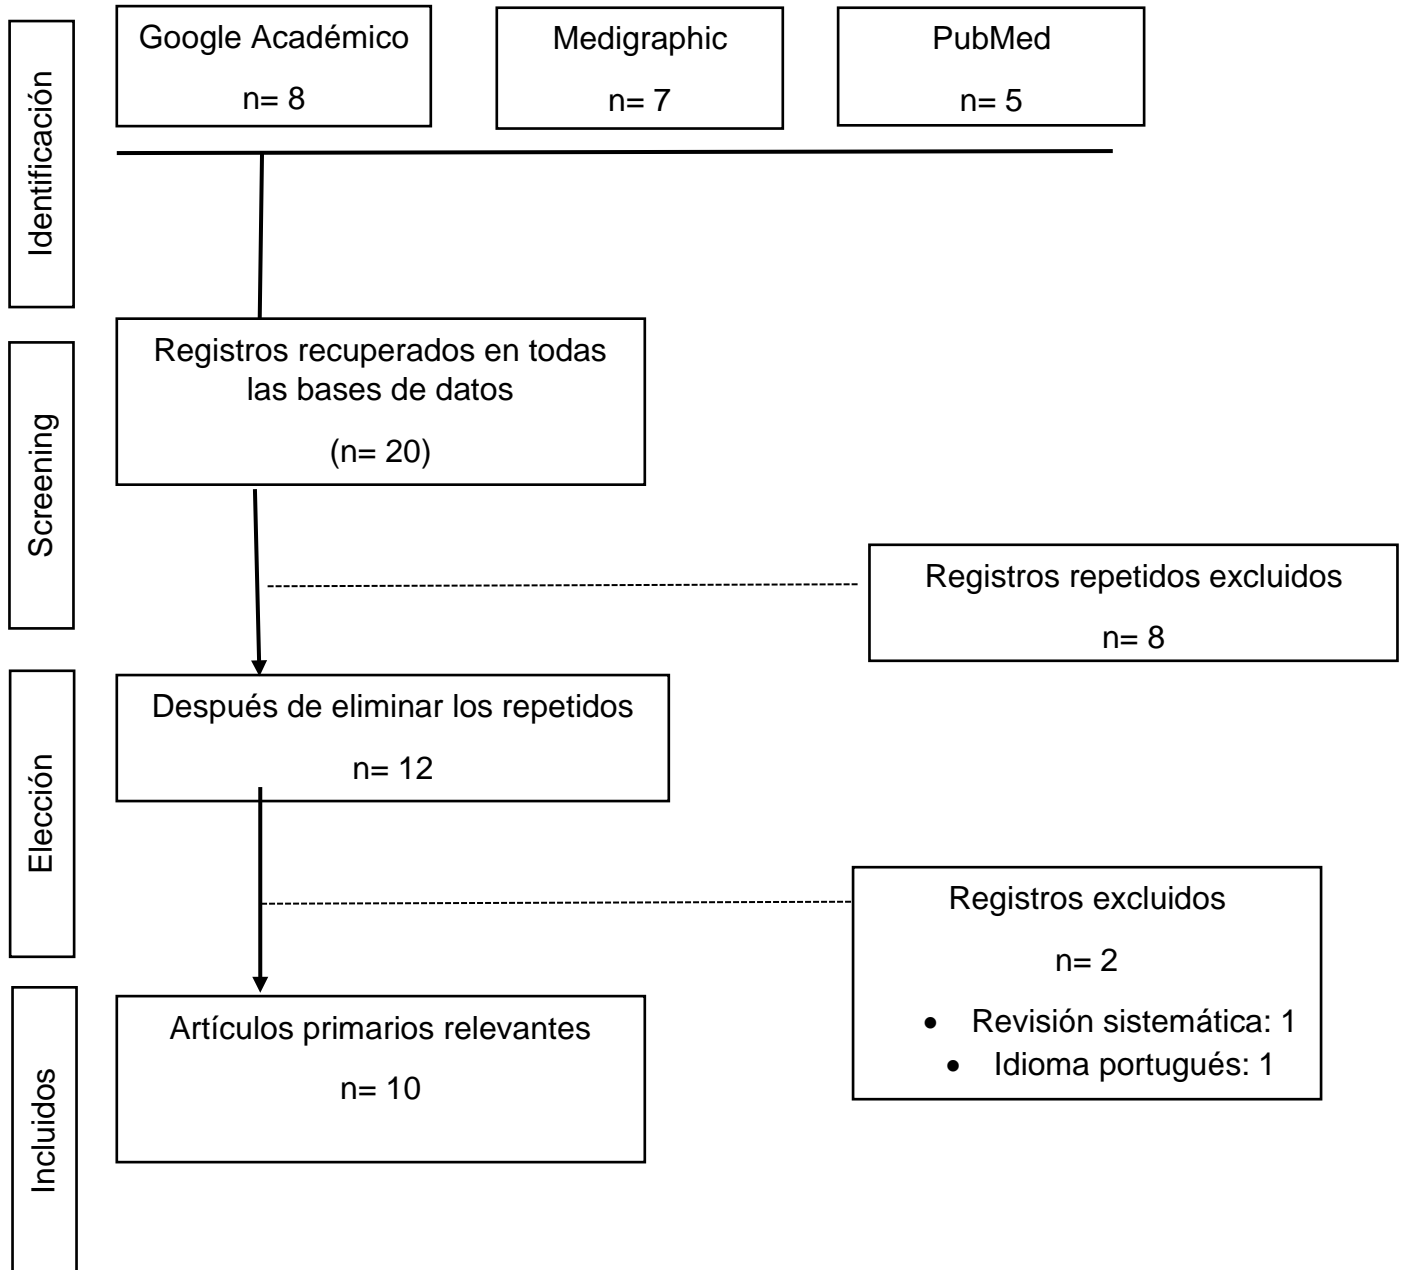 Identificación
Google Académico
n= 8
Medigraphic
n= 7
PubMed
n= 5
Screening
Registros recuperados en todas
las bases de datos
(n= 20)
Registros repetidos excluidos
n= 8
Elección
Después de eliminar los repetidos
n= 12
Registros excluidos
n= 2
• Revisión sistemática: 1
• Idioma portugués: 1
Incluidos
Artículos primarios relevantes
n= 10